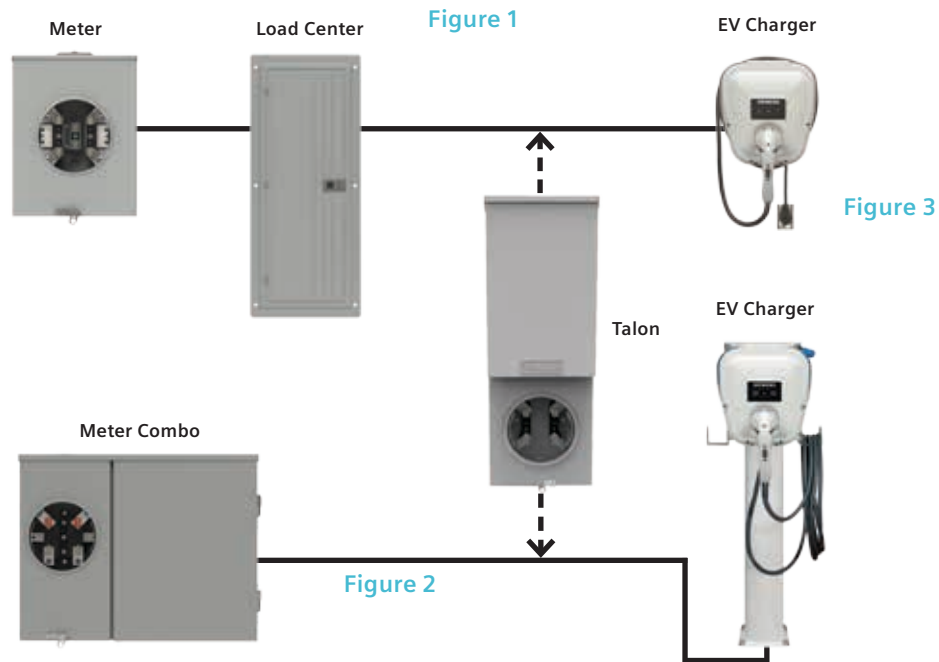 Figure 1
Meter
Load Center
EV Charger
Figure 3
EV Charger
Talon
Meter Combo
Figure 2